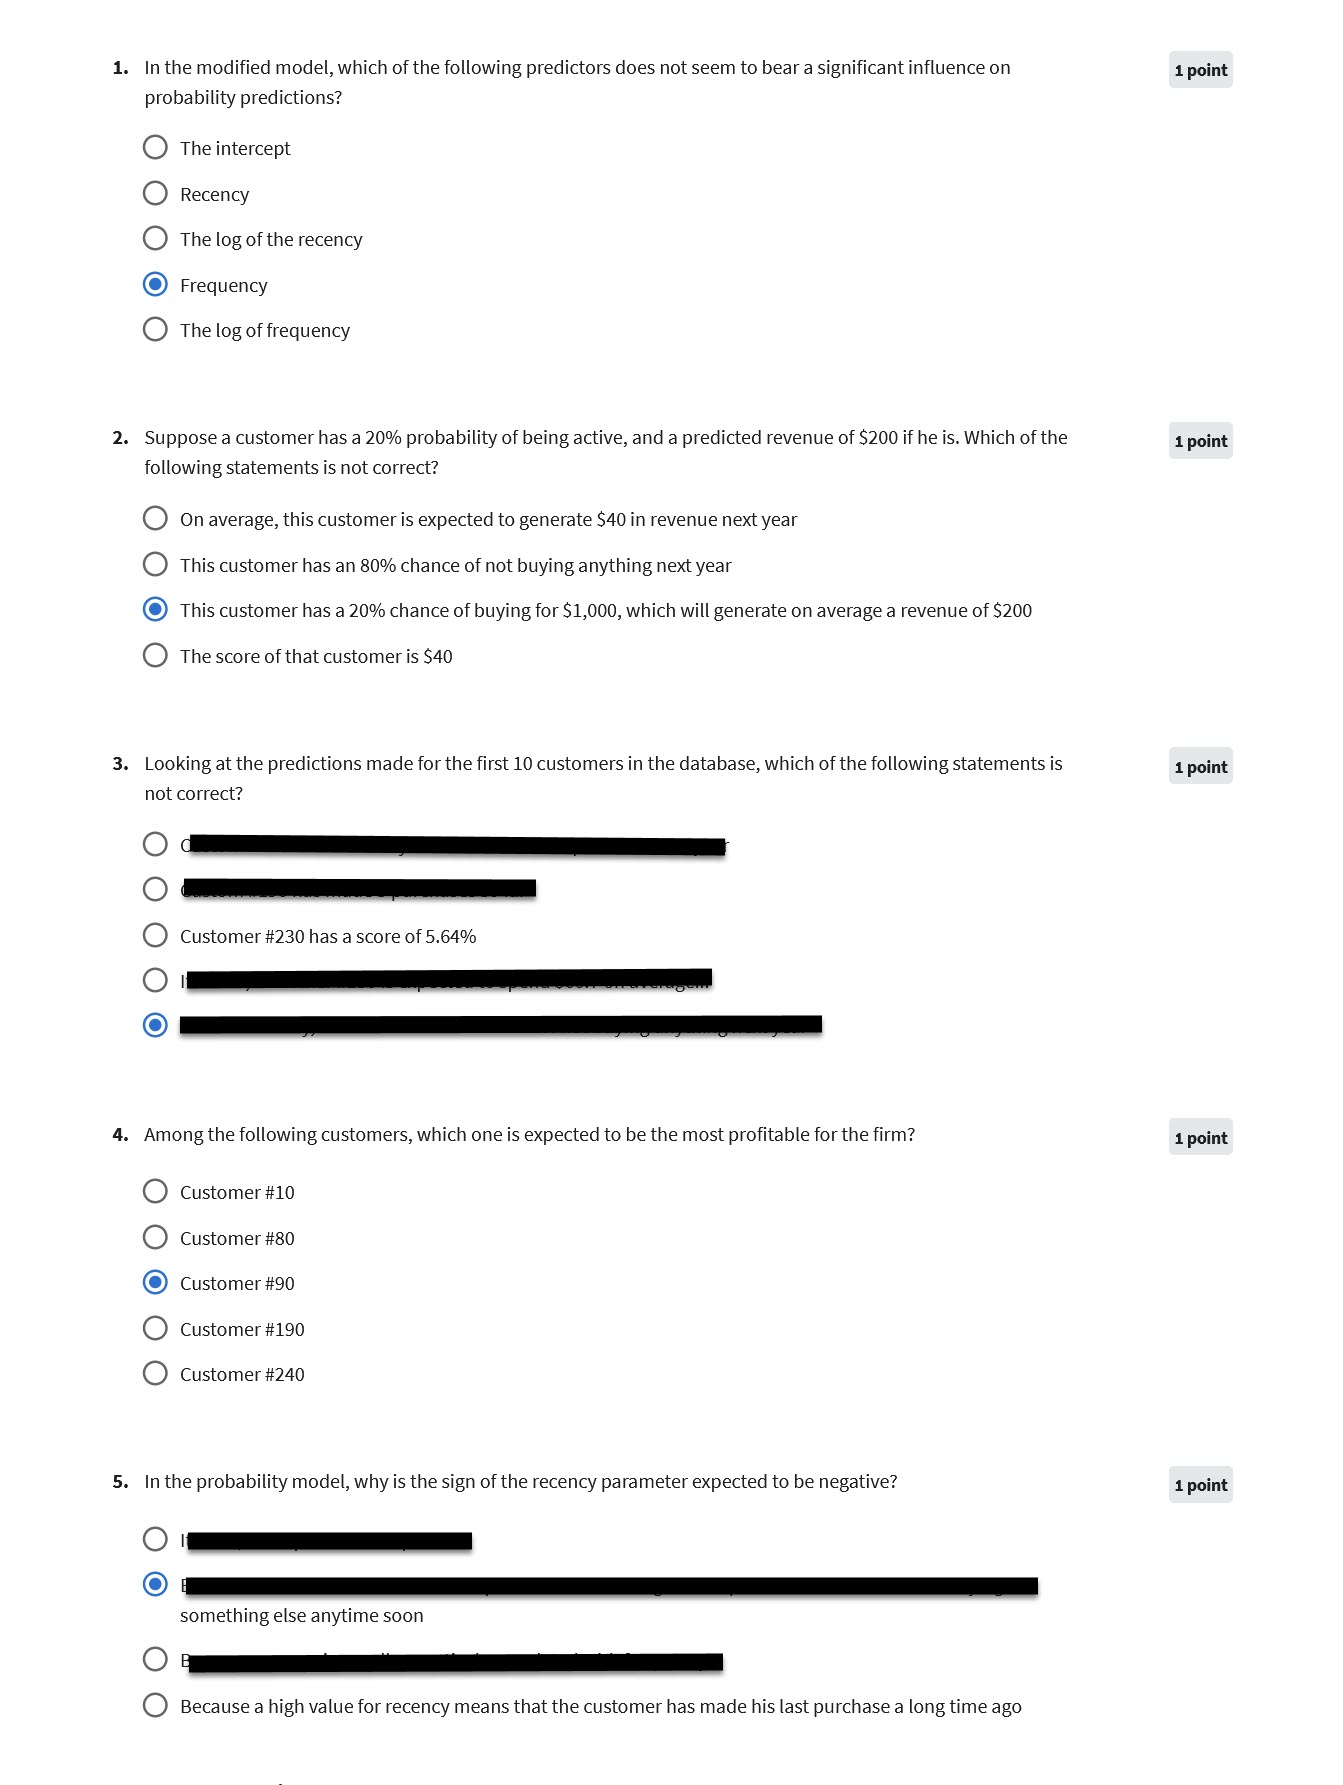 1. In the modified model, which of the following predictors does not seem to bear a significant influence on
probability predictions?
1 point
The intercept
Recency
The log of the recency
Frequency
The log of frequency
2. Suppose a customer has a 20% probability of being active, and a predicted revenue of $200 if he is. Which of the
following statements is not correct?
1 point
On average, this customer is expected to generate $40 in revenue next year
This customer has an 80% chance of not buying anything next year
This customer has a 20% chance of buying for $1,000, which will generate on average a revenue of $200
The score of that customer is $40
3. Looking at the predictions made for the first 10 customers in the database, which of the following statements is
not correct?
1 point
Customer #230 has a score of 5.64%
4. Among the following customers, which one is expected to be the most profitable for the firm?
1 point
Customer #10
Customer #80
Customer #90
Customer #190
Customer #240
5. In the probability model, why is the sign of the recency parameter expected to be negative?
1 point
something else anytime soon
Because a high value for recency means that the customer has made his last purchase a long time ago